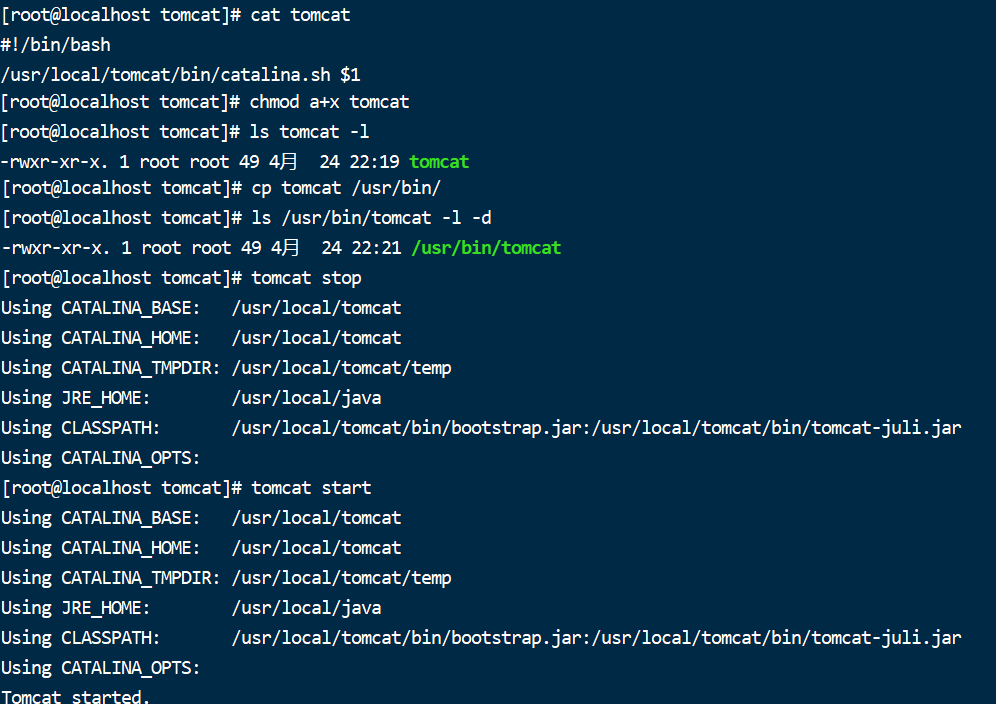 [root@localhost tomcat]# cat tomcat
#!/bin/bash
/usr/local/tomcat/bin/catalina.sh $1
[root@localhost tomcat]# chmod a+x tomcat
[root@localhost tomcat]# ls tomcat -l
-rwxr-xr-x. 1 root root 49 4月  24 22:19 tomcat
[root@localhost tomcat]# cp tomcat /usr/bin/
[root@localhost tomcat]# ls /usr/bin/tomcat -l -d
-rwxr-xr-x. 1 root root 49 4月  24 22:21 /usr/bin/tomcat
[root@localhost tomcat]# tomcat stop
Using CATALINA_BASE:   /usr/local/tomcat
Using CATALINA_HOME:   /usr/local/tomcat
Using CATALINA_TMPDIR: /usr/local/tomcat/temp
Using JRE_HOME:        /usr/local/java
Using CLASSPATH:       /usr/local/tomcat/bin/bootstrap.jar:/usr/local/tomcat/bin/tomcat-juli.jar
Using CATALINA_OPTS:
[root@localhost tomcat]# tomcat start
Using CATALINA_BASE:   /usr/local/tomcat
Using CATALINA_HOME:   /usr/local/tomcat
Using CATALINA_TMPDIR: /usr/local/tomcat/temp
Using JRE_HOME:        /usr/local/java
Using CLASSPATH:       /usr/local/tomcat/bin/bootstrap.jar:/usr/local/tomcat/bin/tomcat-juli.jar
Using CATALINA_OPTS:
Tomcat started.